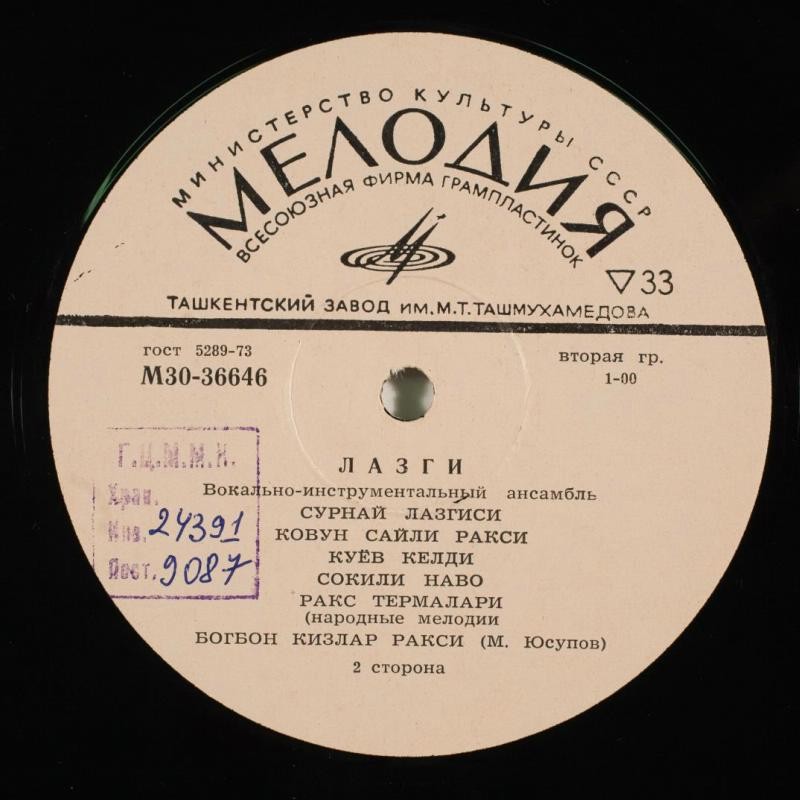 МИНИСТЕРСТВО КУЛЬТУРЫ СССР
МЕЛОДИЯ
ВСЕСОЮЗНАЯ ФИРМА ГРАМПЛАСТИНОК
▽33
ТАШКЕНТСКИЙ ЗАВОД ИМ.М.Т.ТАШМУХАМЕДОВА
ГОСТ 5289-73
вторая гр.
М30-36646
1-00
ЛАЗГИ
Вокально-инструментальный ансамбль
СУРНАЙ ЛАЗГИСИ
КОВУН САЙЛИ РАКСИ
КУЁВ КЕЛДИ
СОКИЛИ НАВО
РАКС ТЕРМАЛАРИ
(народные мелодии
БОГБОН КИЗЛАР РАКСИ (М. Юсупов)
2 сторона
Г.Ц.М.М.К.
Хран.
Инв. 24391
Пост. 9087